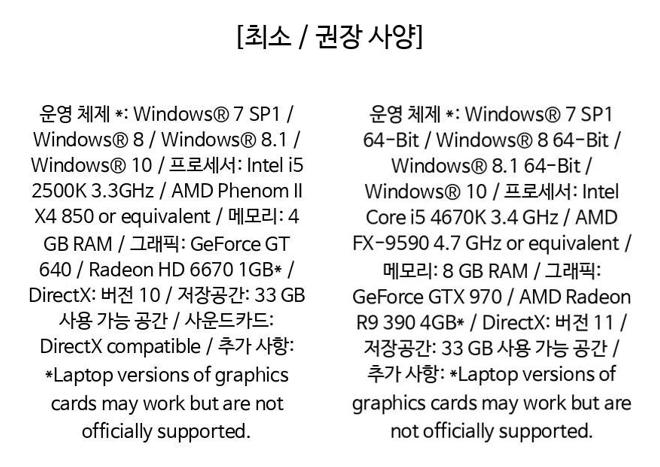 [최소 / 권장 사양]
운영 체제 *: Windows® 7 SP1 /
Windows® 8 / Windows® 8.1 /
Windows® 10 / 프로세서: Intel i5
2500K 3.3GHz / AMD Phenom II
X4 850 or equivalent / 메모리: 4
GB RAM / 그래픽: GeForce GT
640 / Radeon HD 6670 1GB* /
DirectX: 버전 10 / 저장공간: 33 GB
사용 가능 공간 / 사운드카드:
DirectX compatible / 추가 사항:
*Laptop versions of graphics
cards may work but are not
officially supported.
운영 체제 *: Windows® 7 SP1
64-Bit / Windows® 8 64-Bit /
Windows® 8.1 64-Bit /
Windows® 10 / 프로세서: Intel
Core i5 4670K 3.4 GHz / AMD
FX-9590 4.7 GHz or equivalent /
메모리: 8 GB RAM / 그래픽:
GeForce GTX 970 / AMD Radeon
R9 390 4GB* / DirectX: 버전 11 /
저장공간: 33 GB 사용 가능 공간 /
추가 사항: *Laptop versions of
graphics cards may work but are
not officially supported.